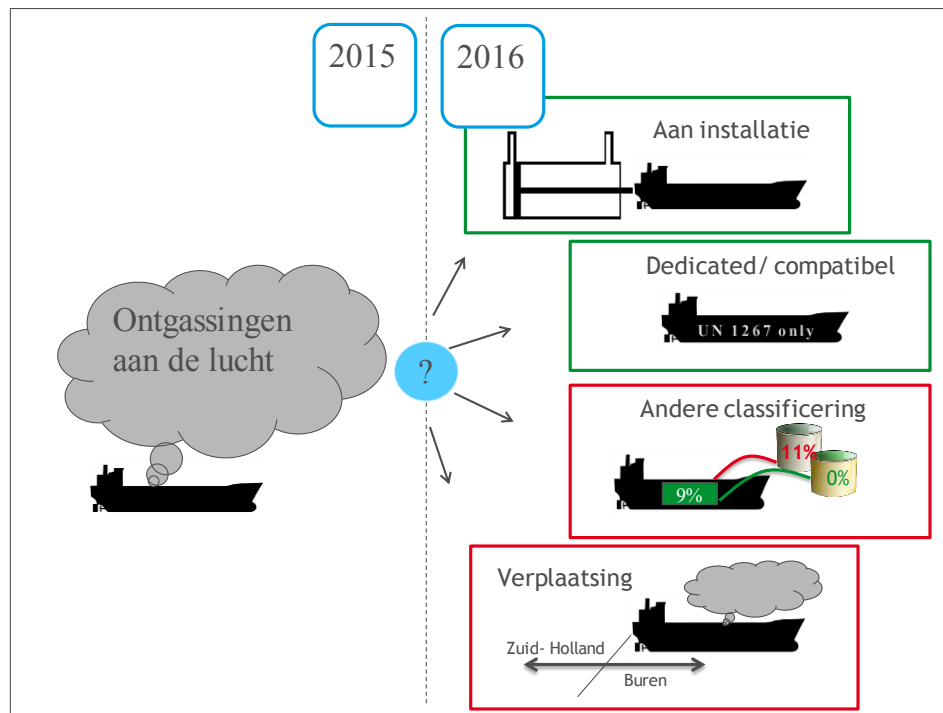 2015
2016
Ontgassingen
aan de lucht
?
Aan installatie
Dedicated/ compatibel
UN 1267 only
Andere classificering
11%
0%
9%
Verplaatsing
Zuid- Holland
Buren